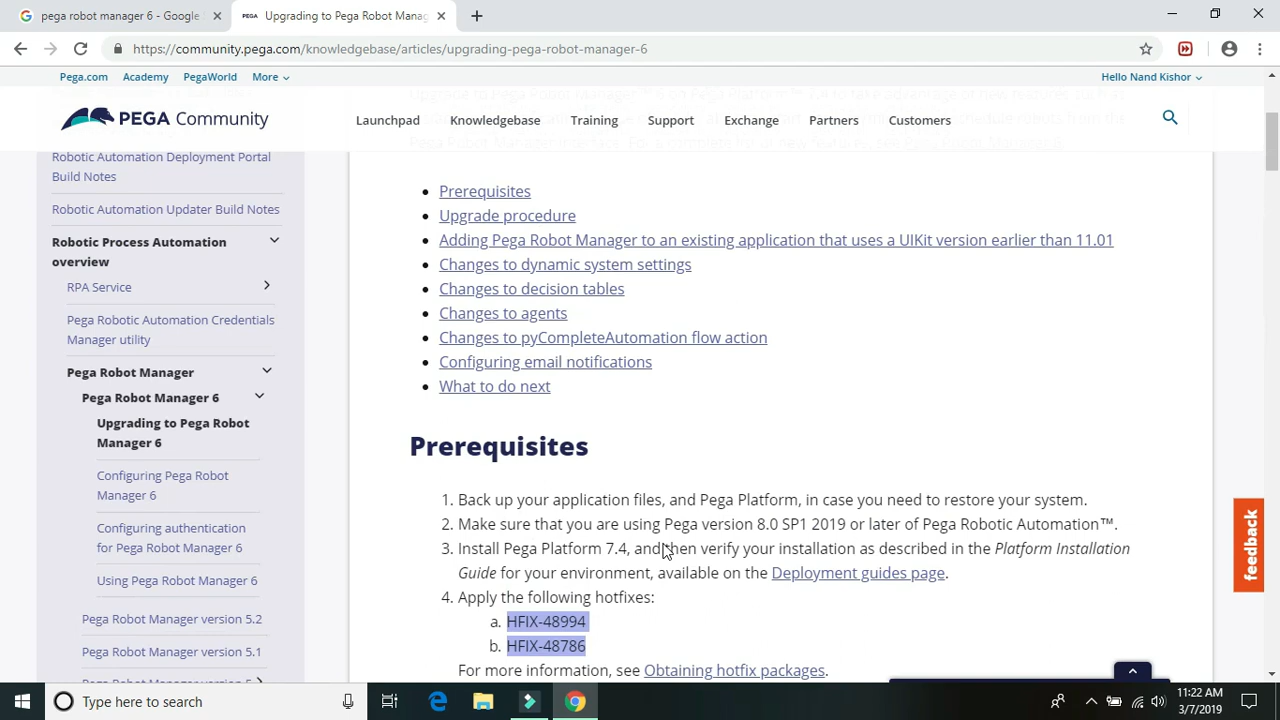 pega robot manager 6 - Google
PEGA Upgrading to Pega Robot Manag
https://community.pega.com/knowledgebase/articles/upgrading-pega-robot-manager-6
Pega.com Academy PegaWorld More
Hello Nand Kishor
PEGA Community
Launchpad Knowledgebase Training Support Exchange Partners Customers
Robotic Automation Deployment Portal
Build Notes
Robotic Automation Updater Build Notes
Robotic Process Automation
overview
RPA Service
Pega Robotic Automation Credentials
Manager utility
Pega Robot Manager
Pega Robot Manager 6
Upgrading to Pega Robot
Manager 6
Configuring Pega Robot
Manager 6
Configuring authentication
for Pega Robot Manager 6
Using Pega Robot Manager 6
Pega Robot Manager version 5.2
Pega Robot Manager version 5.1
Prerequisites
Upgrade procedure
Adding Pega Robot Manager to an existing application that uses a UIKit version earlier than 11.01
Changes to dynamic system settings
Changes to decision tables
Changes to agents
Changes to pyCompleteAutomation flow action
Configuring email notifications
What to do next
Prerequisites
1. Back up your application files, and Pega Platform, in case you need to restore your system.
2. Make sure that you are using Pega version 8.0 SP1 2019 or later of Pega Robotic Automation™.
3. Install Pega Platform 7.4, and then verify your installation as described in the Platform Installation
Guide for your environment, available on the Deployment guides page.
4. Apply the following hotfixes:
a. HFIX-48994
b. HFIX-48786
For more information, see Obtaining hotfix packages.
feedback
Type here to search
11:22 AM
3/7/2019